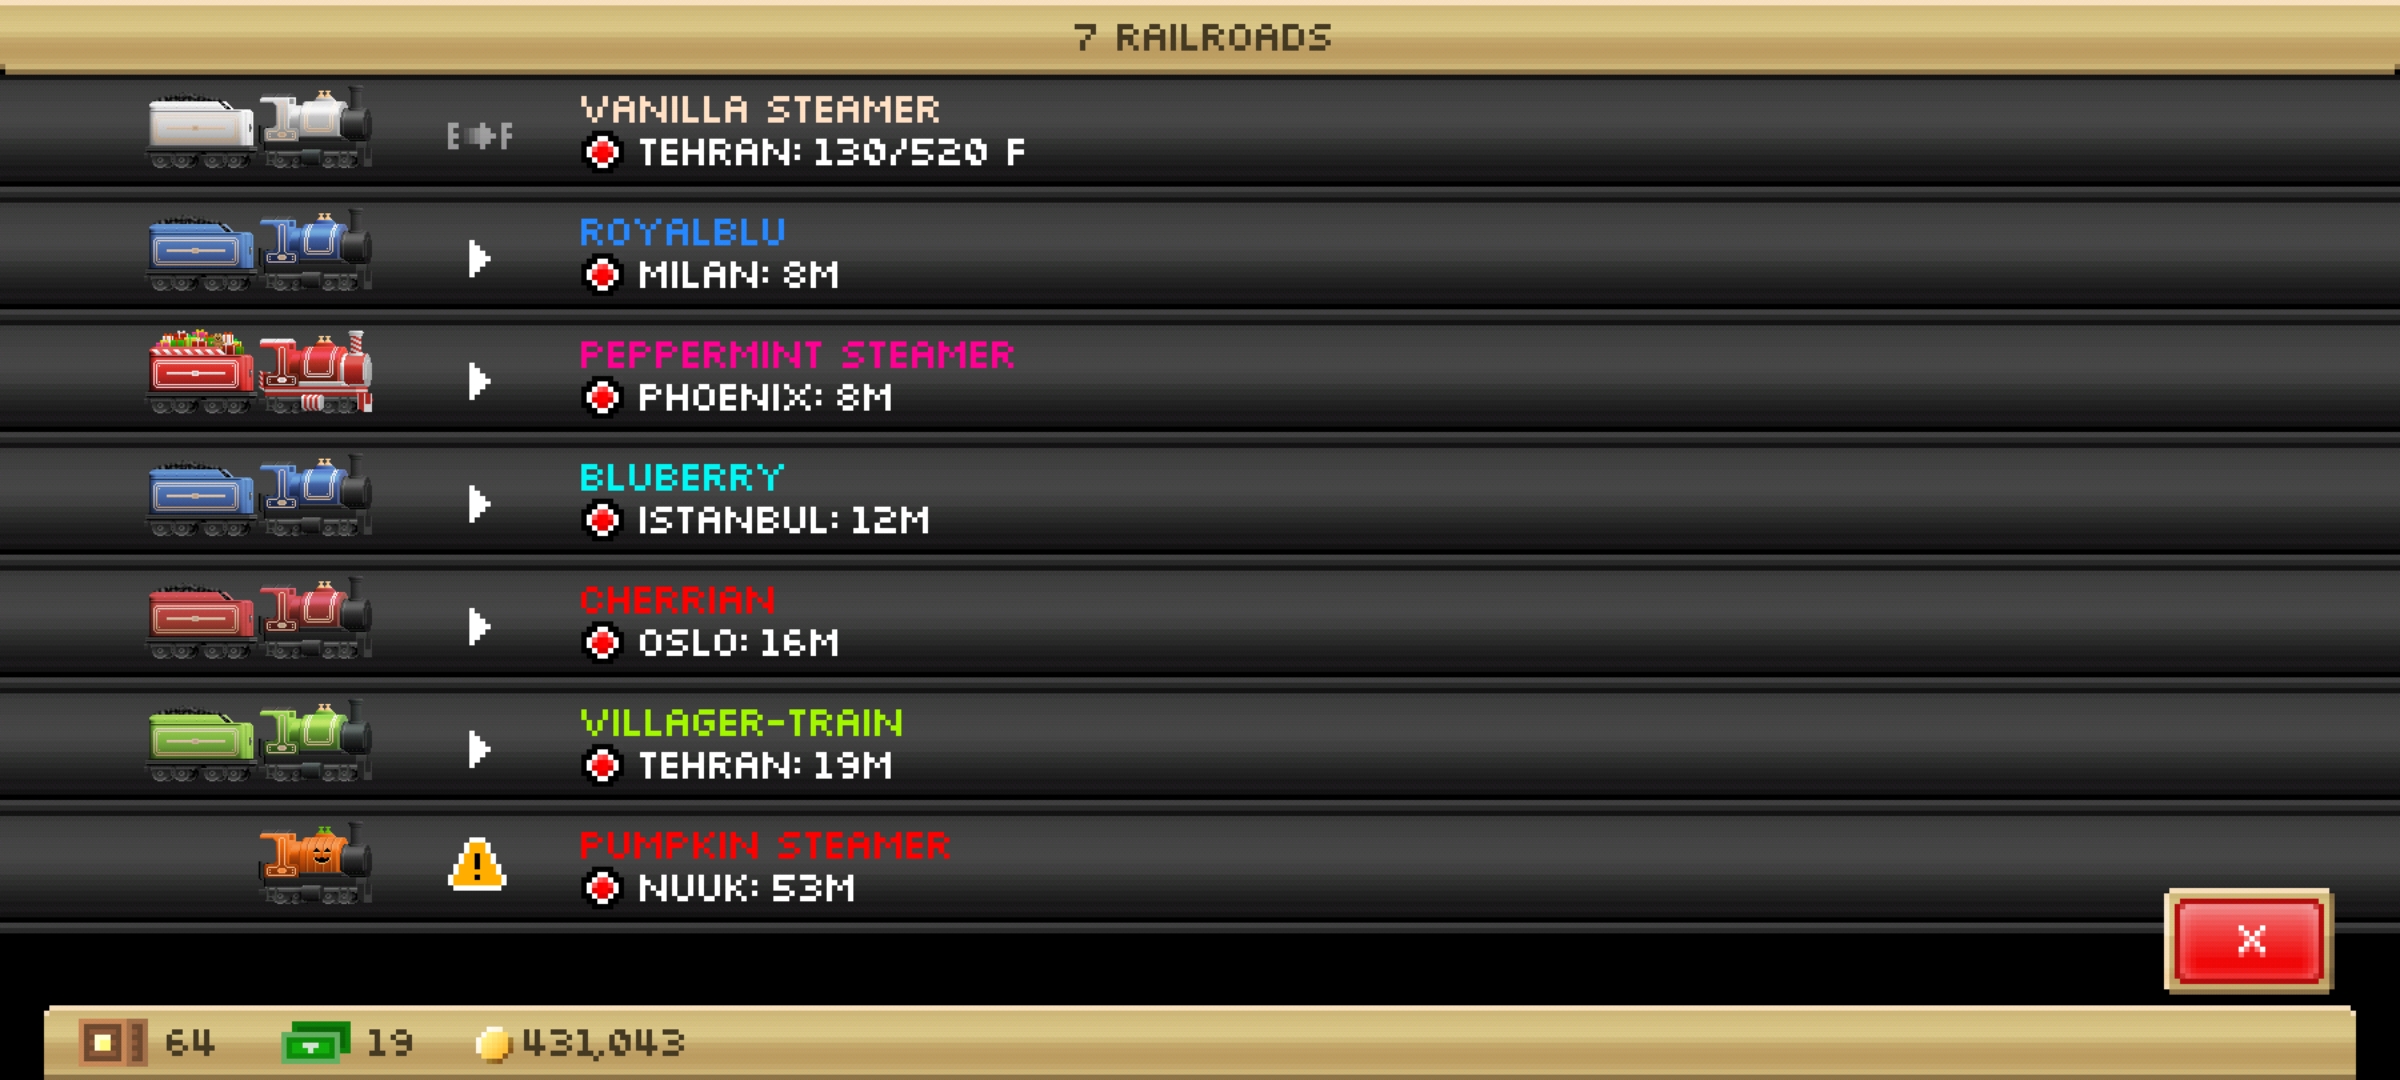 7 RAILROADS
E F
VANILLA STEAMER
TEHRAN: 130/520 F
ROYALBLU
MILAN: 8M
PEPPERMINT STEAMER
PHOENIX: 8M
BLUBERRY
ISTANBUL: 12M
CHERRIAN
OSLO: 16M
VILLAGER-TRAIN
TEHRAN: 19M
PUMPKIN STEAMER
NUUK: 53M
X
64 19 431,043